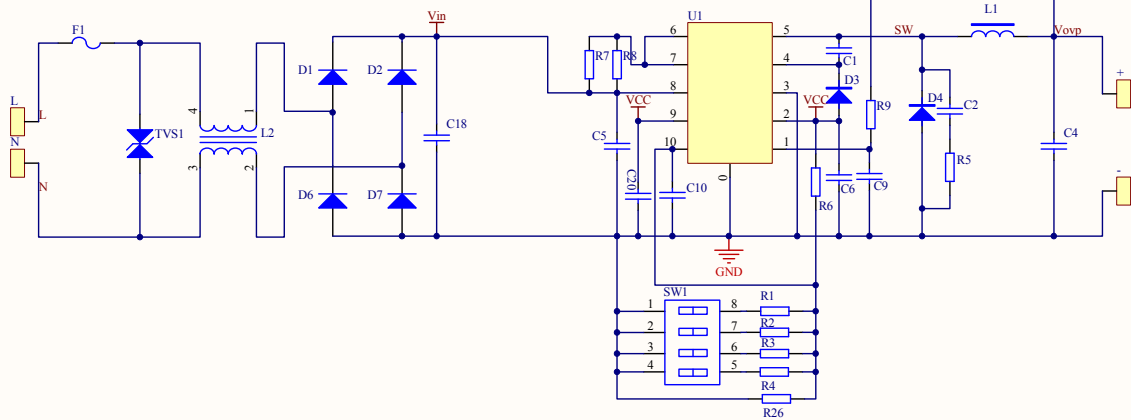 F1
L
L
N
N
TVS1
4
1
L2
3
2
D1
D2
D6
D7
Vin
C18
R7
R8
C5
VCC
C20
C10
U1
6
7
8
9
10
5
4
3
2
1
0
GND
C1
D3
VCC
R6
C6
C9
R9
SW
D4
C2
R5
L1
Vovp
C4
+
-
SW1
1
8
R1
2
7
R2
3
6
R3
4
5
R4
R26